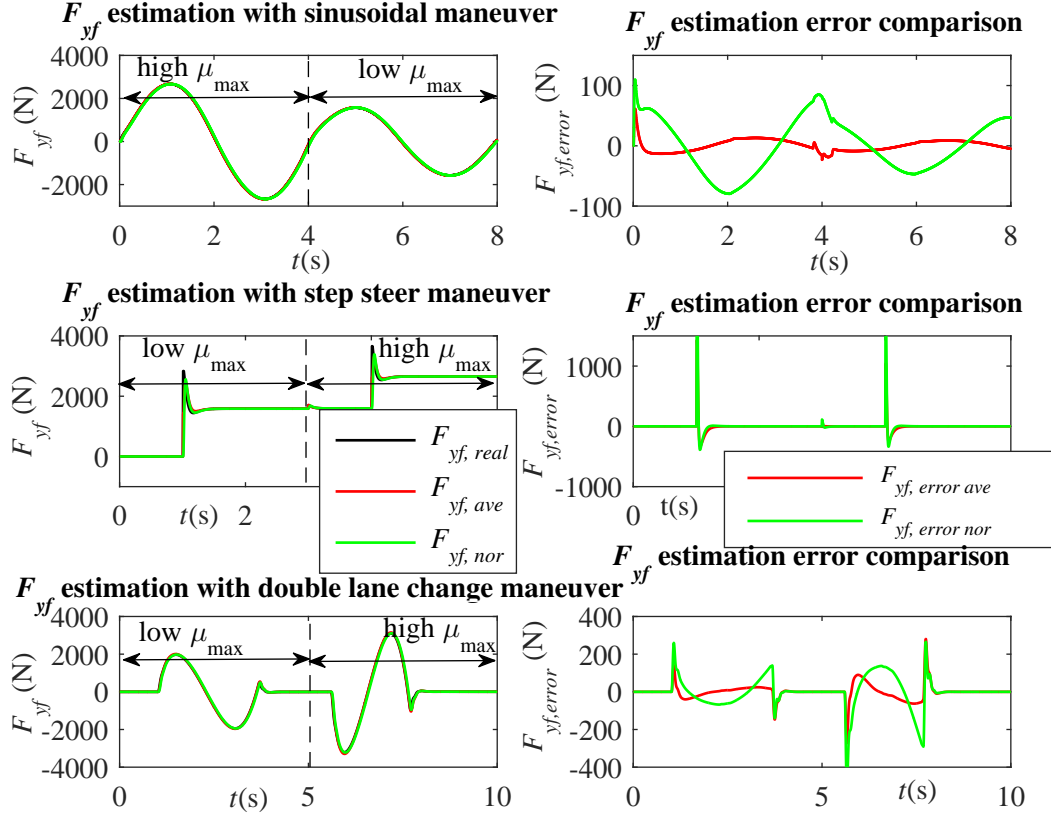 F_yf estimation with sinusoidal maneuver
4000
2000
0
-2000
F_yf (N)
high μ_max
low μ_max
0 2 4 6 8
t(s)
F_yf estimation error comparison
100
0
-100
F_yf,error (N)
0 2 4 6 8
t(s)
F_yf estimation with step steer maneuver
4000
2000
0
F_yf (N)
low μ_max
high μ_max
0 2
t(s)
F_yf, real
F_yf, ave
F_yf, nor
F_yf estimation error comparison
1000
0
-1000
F_yf,error (N)
0
t(s)
F_yf, error ave
F_yf, error nor
F_yf estimation with double lane change maneuver
4000
2000
0
-2000
-4000
F_yf (N)
low μ_max
high μ_max
0 5 10
t(s)
F_yf estimation error comparison
400
200
0
-200
-400
F_yf,error (N)
0 5 10
t(s)